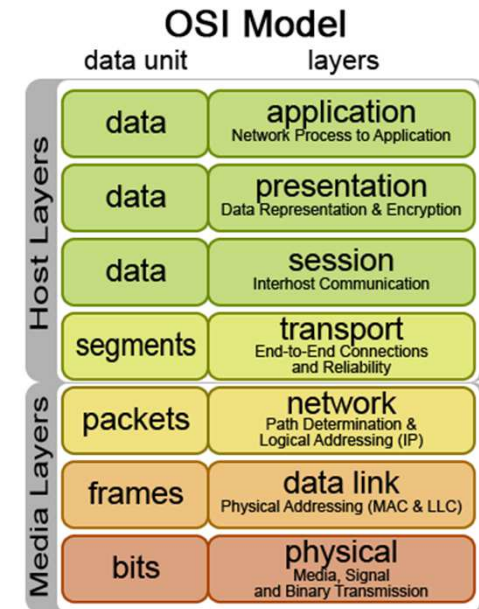 OSI Model
data unit layers
Host Layers
data
application
Network Process to Application
data
presentation
Data Representation & Encryption
data
session
Interhost Communication
segments
transport
End-to-End Connections
and Reliability
Media Layers
packets
network
Path Determination &
Logical Addressing (IP)
frames
data link
Physical Addressing (MAC & LLC)
bits
physical
Media, Signal
and Binary Transmission